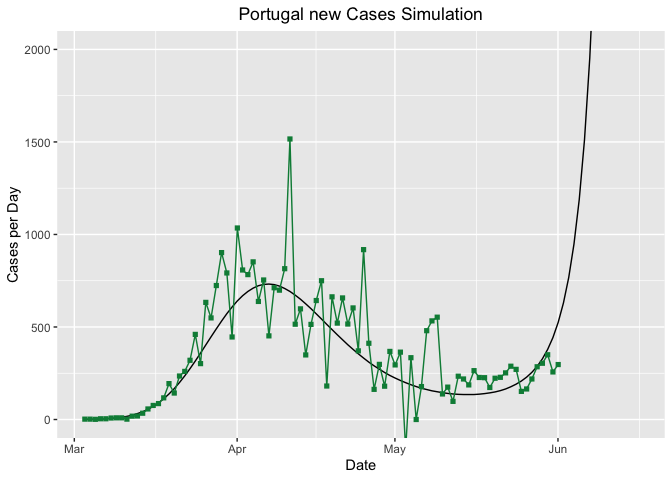 Portugal new Cases Simulation
2000
1500
1000
500
0
Cases per Day
Mar
Apr
May
Jun
Date